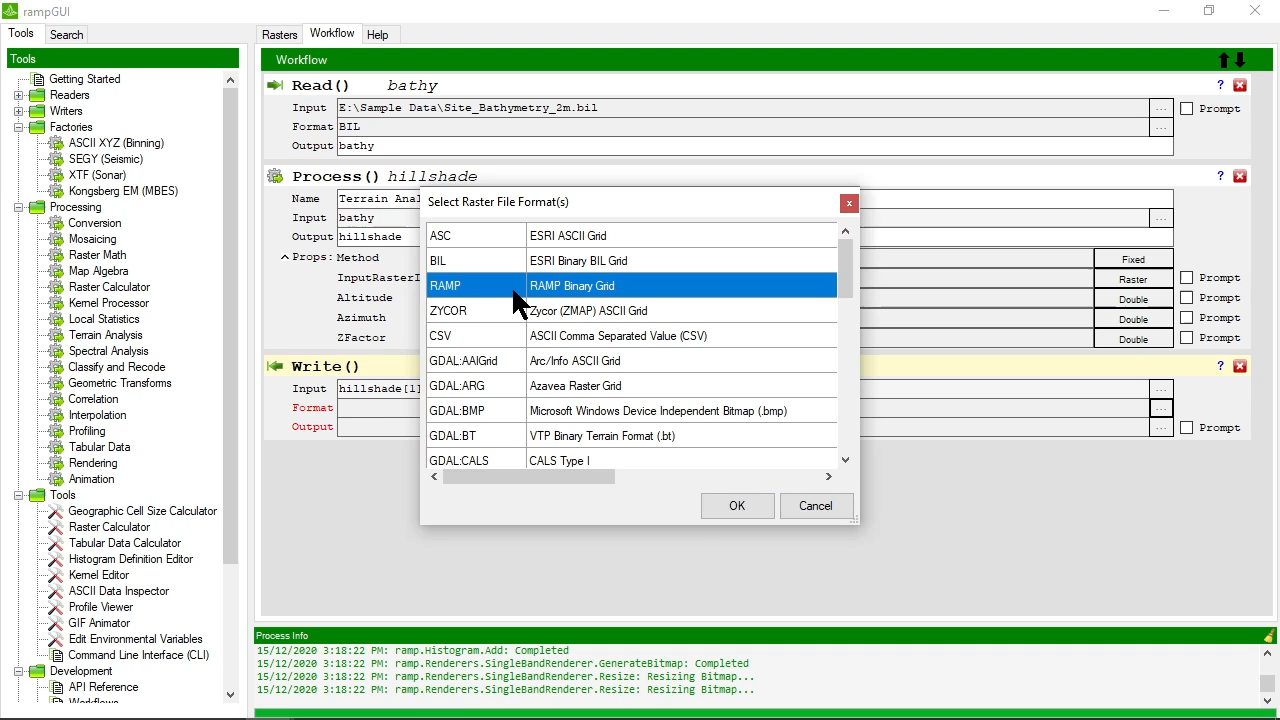 rampGUI
Tools
Search
Rasters
Workflow
Help
Tools
Getting Started
Readers
Writers
Factories
ASCII XYZ (Binning)
SEGY (Seismic)
XTF (Sonar)
Kongsberg EM (MBES)
Processing
Conversion
Mosaicing
Raster Math
Map Algebra
Raster Calculator
Kernel Processor
Local Statistics
Terrain Analysis
Spectral Analysis
Classify and Recode
Geometric Transforms
Correlation
Interpolation
Profiling
Tabular Data
Rendering
Animation
Tools
Geographic Cell Size Calculator
Raster Calculator
Tabular Data Calculator
Histogram Definition Editor
Kernel Editor
ASCII Data Inspector
Profile Viewer
GIF Animator
Edit Environmental Variables
Command Line Interface (CLI)
Development
API Reference
Workflows
Workflow
Read() bathy ?
Input E:\Sample Data\Site_Bathymetry_2m.bil ... Prompt
Format BIL ...
Output bathy
Process() hillshade ?
Name Terrain Anal
Input bathy ...
Output hillshade
Props: Method Fixed
InputRasterI Raster Prompt
Altitude Double Prompt
Azimuth Double Prompt
ZFactor Double Prompt
Write() ?
Input hillshade[1] ...
Format ...
Output ... Prompt
Select Raster File Format(s)
ASC ESRI ASCII Grid
BIL ESRI Binary BIL Grid
RAMP RAMP Binary Grid
ZYCOR Zycor (ZMAP) ASCII Grid
CSV ASCII Comma Separated Value (CSV)
GDAL:AAIGrid Arc/Info ASCII Grid
GDAL:ARG Azavea Raster Grid
GDAL:BMP Microsoft Windows Device Independent Bitmap (.bmp)
GDAL:BT VTP Binary Terrain Format (.bt)
GDAL:CALS CALS Type I
OK Cancel
Process Info
15/12/2020 3:18:22 PM: ramp.Histogram.Add: Completed
15/12/2020 3:18:22 PM: ramp.Renderers.SingleBandRenderer.GenerateBitmap: Completed
15/12/2020 3:18:22 PM: ramp.Renderers.SingleBandRenderer.Resize: Resizing Bitmap...
15/12/2020 3:18:22 PM: ramp.Renderers.SingleBandRenderer.Resize: Resizing Bitmap...